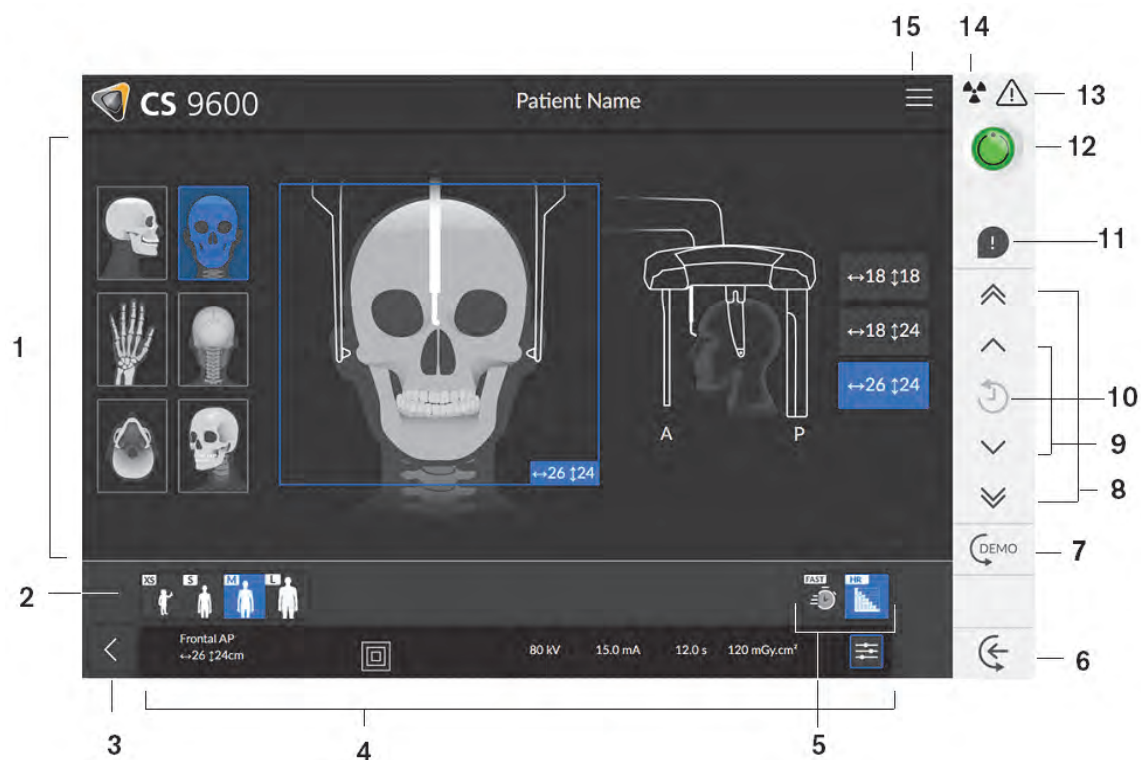 15
14
CS 9600
Patient Name
13
12
11
↔18 ↕18
1
↔18 ↕24
10
↔26 ↕24
9
A P
↔26 ↕24
8
DEMO
7
XS S M L
FAST HR
2
Frontal AP
↔26 ↕24cm
80 kV 15.0 mA 12.0 s 120 mGy.cm²
6
3
4
5